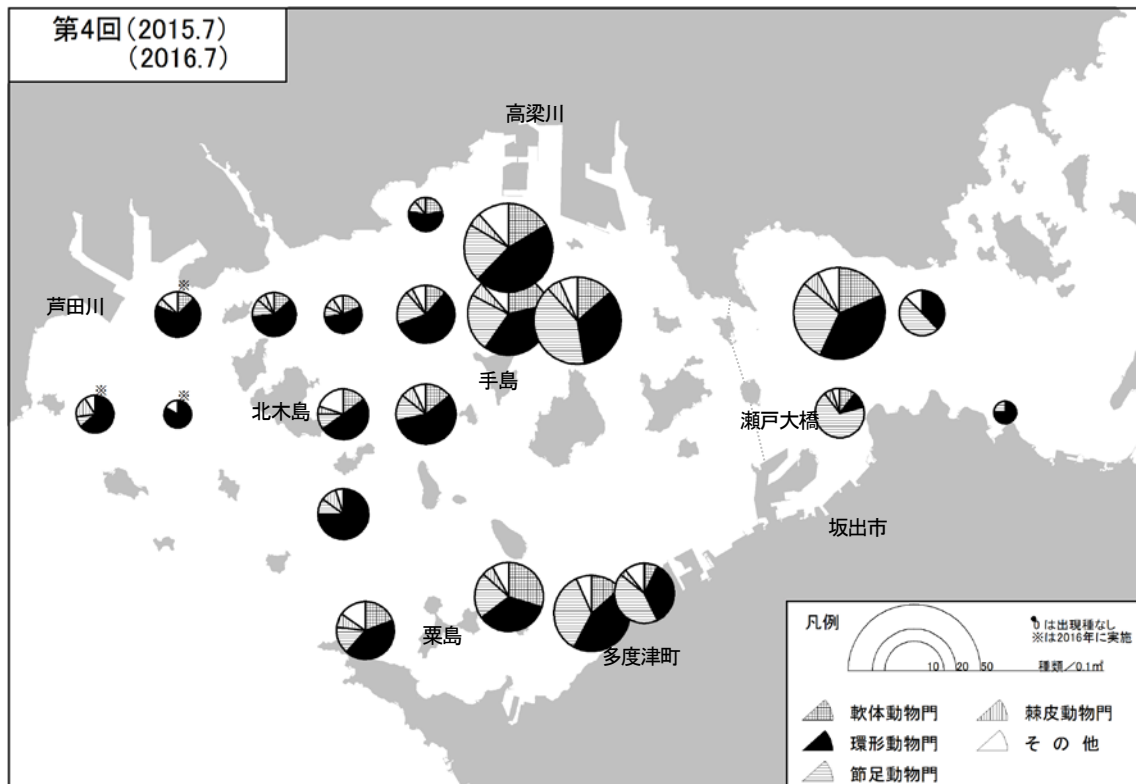 第4回(2015.7)
(2016.7)
高梁川
芦田川
※
※
※
手島
北木島
瀬戸大橋
坂出市
粟島
多度津町
凡例
0 は出現種なし
※は2016年に実施
10 20 50 種類/0.1㎡
軟体動物門 棘皮動物門
環形動物門 その他
節足動物門